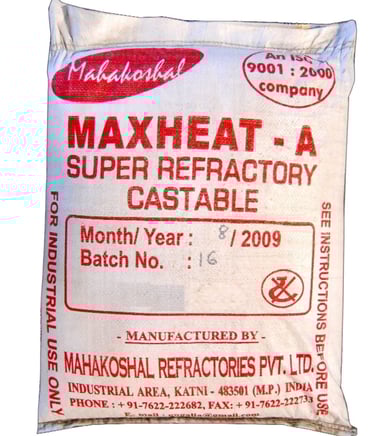 Mahakoshal
An ISO
9001 : 2000
company
MAXHEAT - A
SUPER REFRACTORY
CASTABLE
Month/ Year : 8 / 2009
Batch No. : 16
FOR INDUSTRIAL USE ONLY
SEE INSTRUCTIONS BEFORE USE
- MANUFACTURED BY -
MAHAKOSHAL REFRACTORIES PVT. LTD.
INDUSTRIAL AREA, KATNI - 483501 (M.P.) INDIA
PHONE : + 91-7622-222682, FAX: + 91-7622-222733